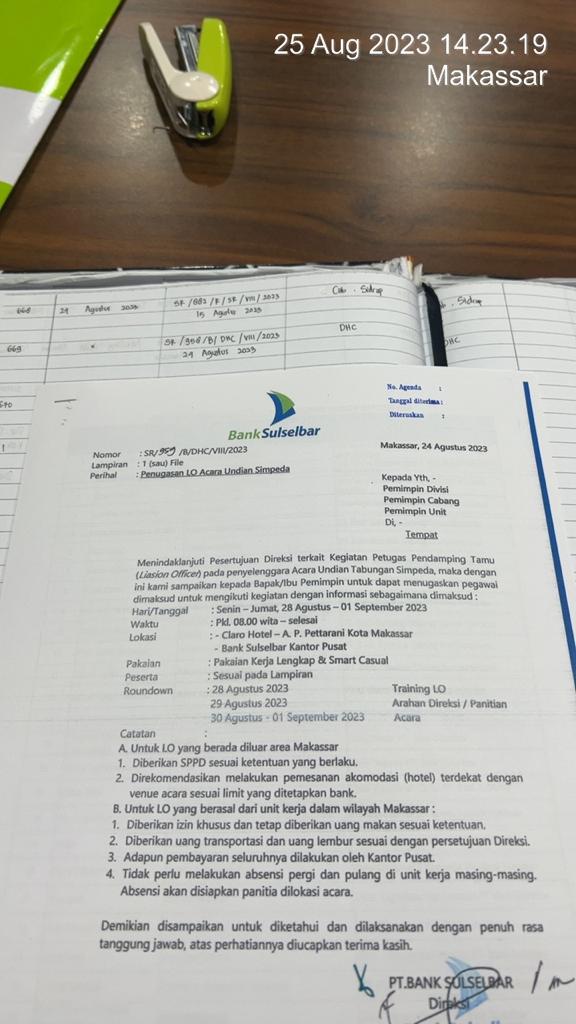 25 Aug 2023 14.23.19
Makassar
668 24 Agustus 2023 SR/882/R/SR/VIII/2023 Cab. Sidrap
15 Agustus 2023
. Sidrap
669 SR/958/B/DHC/VIII/2023 DHC
24 Agustus 2023
DHC
No. Agenda :
Tanggal diterima :
Diteruskan :
BankSulselbar
Makassar, 24 Agustus 2023
Nomor : SR/959 /B/DHC/VIII/2023
Lampiran : 1 (sau) File
Perihal : Penugasan LO Acara Undian Simpeda
Kepada Yth, -
Pemimpin Divisi
Pemimpin Cabang
Pemimpin Unit
Di, -
Tempat
Menindaklanjuti Pesertujuan Direksi terkait Kegiatan Petugas Pendamping Tamu
(Liasion Officer) pada penyelenggara Acara Undian Tabungan Simpeda, maka dengan
ini kami sampaikan kepada Bapak/Ibu Pemimpin untuk dapat menugaskan pegawai
dimaksud untuk mengikuti kegiatan dengan informasi sebagaimana dimaksud :
Hari/Tanggal : Senin – Jumat, 28 Agustus – 01 September 2023
Waktu : Pkl. 08.00 wita – selesai
Lokasi : - Claro Hotel – A. P. Pettarani Kota Makassar
- Bank Sulselbar Kantor Pusat
Pakaian : Pakaian Kerja Lengkap & Smart Casual
Peserta : Sesuai pada Lampiran
Roundown : 28 Agustus 2023 Training LO
29 Agustus 2023 Arahan Direksi / Panitian
30 Agustus - 01 September 2023 Acara
Catatan :
A. Untuk LO yang berada diluar area Makassar
1. Diberikan SPPD sesuai ketentuan yang berlaku.
2. Direkomendasikan melakukan pemesanan akomodasi (hotel) terdekat dengan
venue acara sesuai limit yang ditetapkan bank.
B. Untuk LO yang berasal dari unit kerja dalam wilayah Makassar :
1. Diberikan izin khusus dan tetap diberikan uang makan sesuai ketentuan.
2. Diberikan uang transportasi dan uang lembur sesuai dengan persetujuan Direksi.
3. Adapun pembayaran seluruhnya dilakukan oleh Kantor Pusat.
4. Tidak perlu melakukan absensi pergi dan pulang di unit kerja masing-masing.
Absensi akan disiapkan panitia dilokasi acara.
Demikian disampaikan untuk diketahui dan dilaksanakan dengan penuh rasa
tanggung jawab, atas perhatiannya diucapkan terima kasih.
PT.BANK SULSELBAR
Direksi